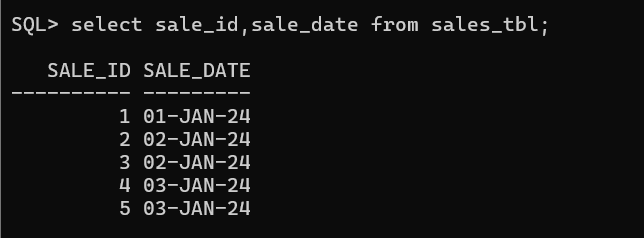 SQL> select sale_id,sale_date from sales_tbl;
   SALE_ID SALE_DATE
---------- ---------
         1 01-JAN-24
         2 02-JAN-24
         3 02-JAN-24
         4 03-JAN-24
         5 03-JAN-24